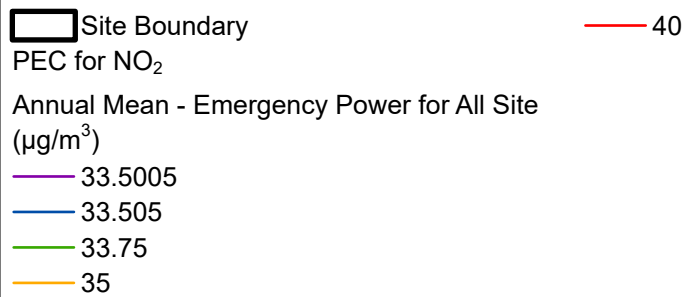 Site Boundary
PEC for NO₂
Annual Mean - Emergency Power for All Site
(µg/m³)
33.5005
33.505
33.75
35
40